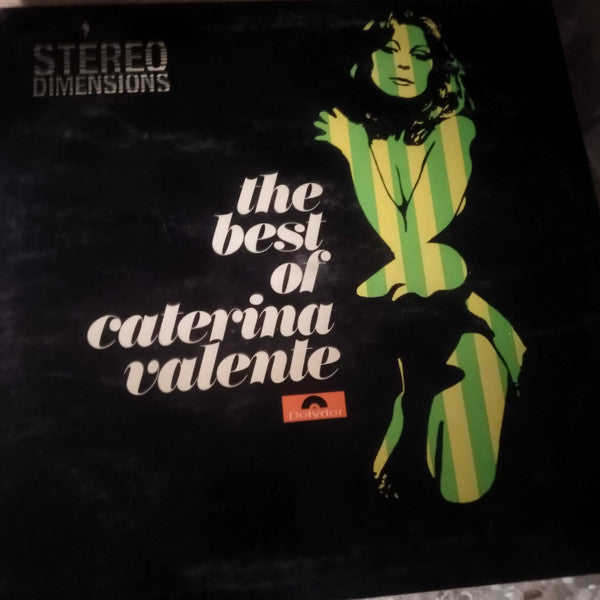 STEREO
DIMENSIONS
the
best
of
caterina
valente
Polydor